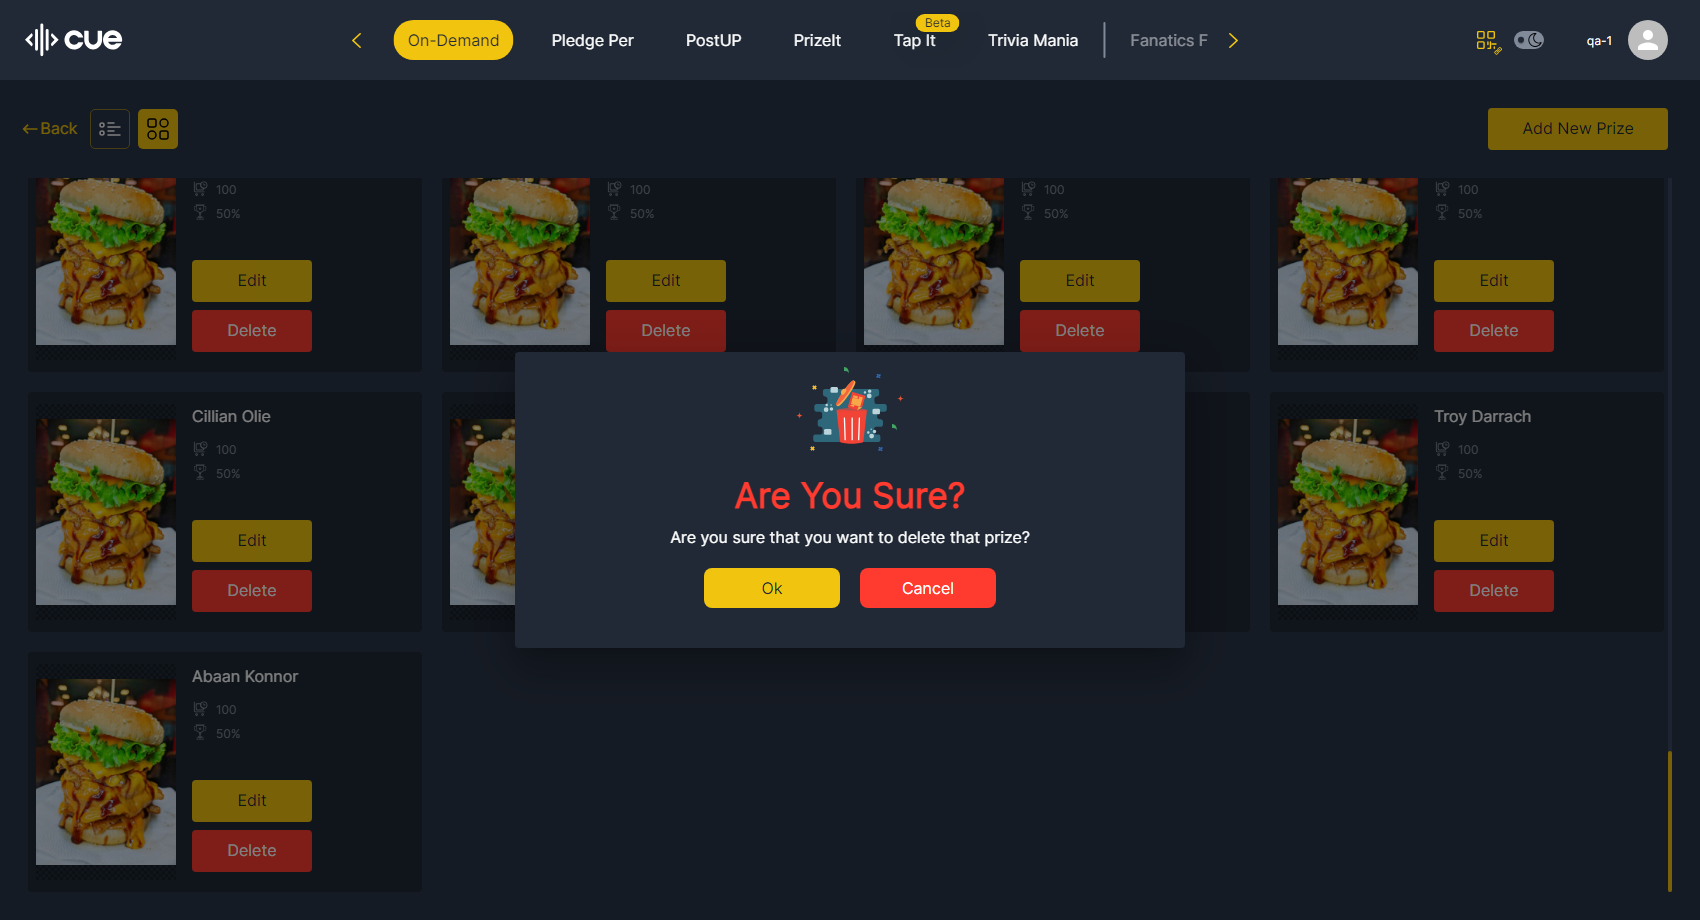 cue
On-Demand
Pledge Per
PostUP
PrizeIt
Tap It
Beta
Trivia Mania
Fanatics F
qa-1
Back
Add New Prize
100
50%
Edit
Delete
100
50%
Edit
Delete
100
50%
Edit
Delete
100
50%
Edit
Delete
Cillian Olie
100
50%
Edit
Delete
Are You Sure?
Are you sure that you want to delete that prize?
Ok
Cancel
Troy Darrach
100
50%
Edit
Delete
Abaan Konnor
100
50%
Edit
Delete